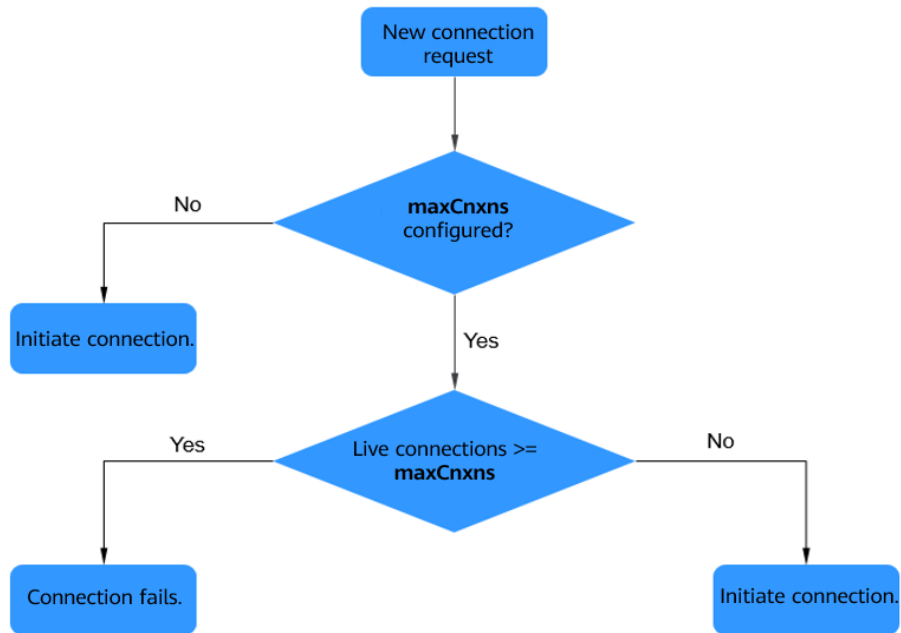 New connection
request
maxCnxns
configured?
No
Initiate connection.
Yes
Live connections >=
maxCnxns
Yes
No
Connection fails.
Initiate connection.